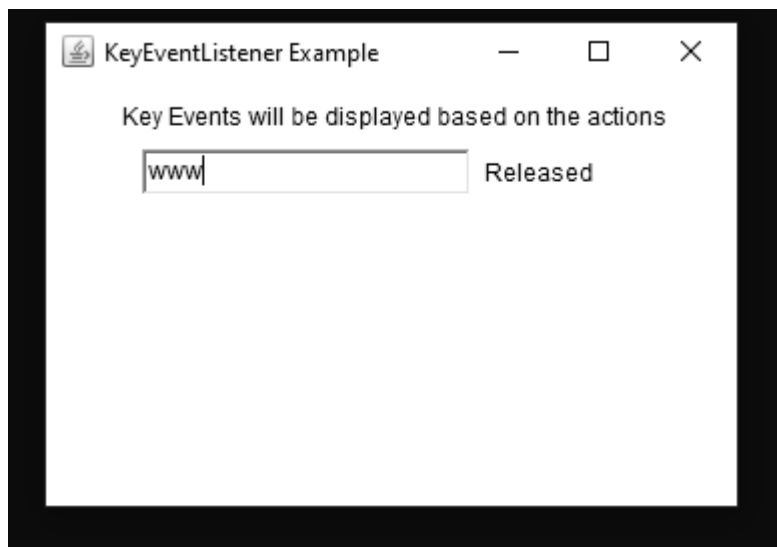 KeyEventListener Example
Key Events will be displayed based on the actions
www Released